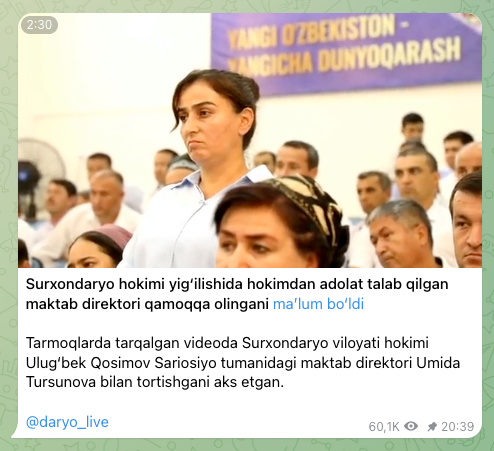 2:30
YANGI O‘ZBEKISTON -
YANGICHA DUNYOQARASH
Surxondaryo hokimi yig‘ilishida hokimdan adolat talab qilgan
maktab direktori qamoqqa olingani ma’lum bo‘ldi
Tarmoqlarda tarqalgan videoda Surxondaryo viloyati hokimi
Ulug‘bek Qosimov Sariosiyo tumanidagi maktab direktori Umida
Tursunova bilan tortishgani aks etgan.
@daryo_live
60,1K 20:39